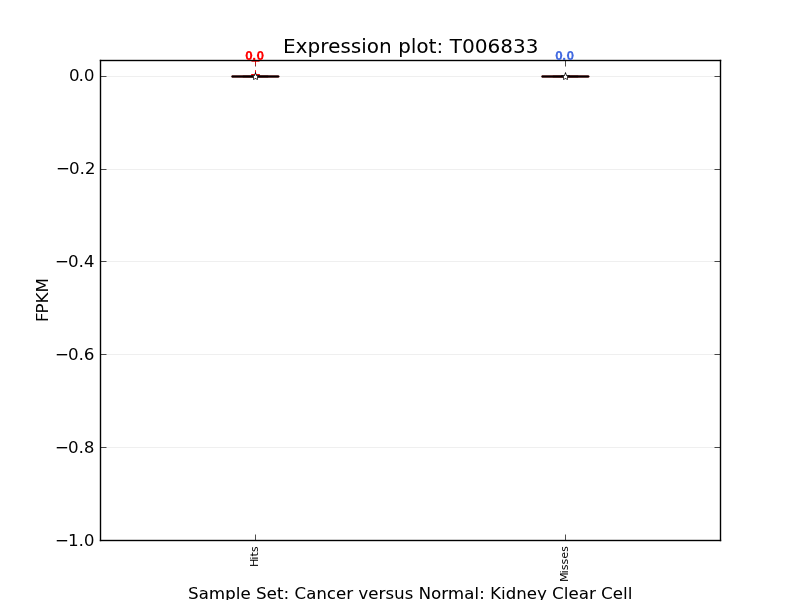 Expression plot: T006833
0.0
0.0
0.0
−0.2
−0.4
−0.6
−0.8
−1.0
FPKM
Hits
Misses
Sample Set: Cancer versus Normal: Kidney Clear Cell